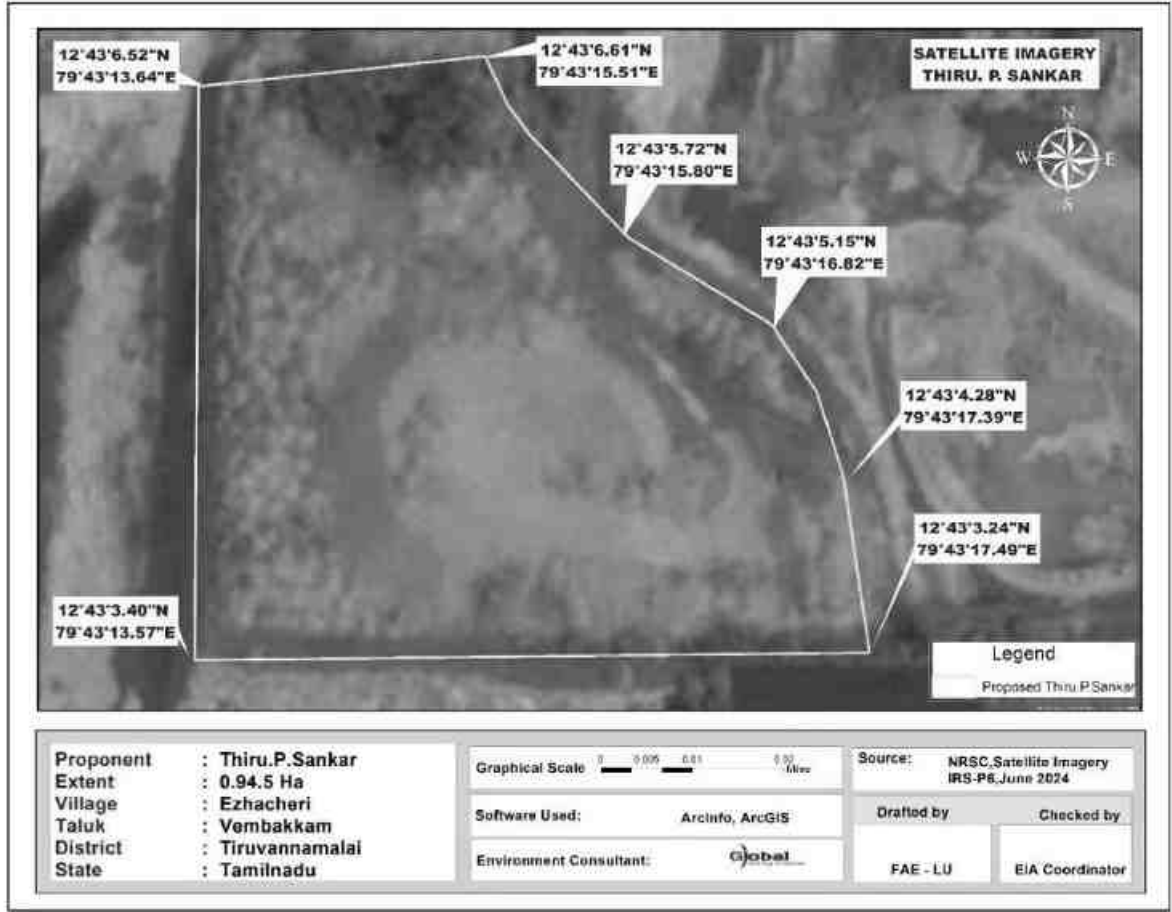 12°43'6.52"N
79°43'13.64"E
12°43'6.61"N
79°43'15.51"E
SATELLITE IMAGERY
THIRU. P. SANKAR
N
W
E
S
12°43'5.72"N
79°43'15.80"E
12°43'5.15"N
79°43'16.82"E
12°43'4.28"N
79°43'17.39"E
12°43'3.24"N
79°43'17.49"E
12°43'3.40"N
79°43'13.57"E
Legend
Proposed Thiru.P.Sankar
Proponent : Thiru.P.Sankar
Extent : 0.94.5 Ha
Village : Ezhacheri
Taluk : Vembakkam
District : Tiruvannamalai
State : Tamilnadu
Graphical Scale 0 0.005 0.01 0.02
Software Used: ArcInfo, ArcGIS
Environment Consultant: Global
Source: NRSC,Satellite Imagery
IRS-P6,June 2024
Drafted by
Checked by
FAE - LU
EIA Coordinator